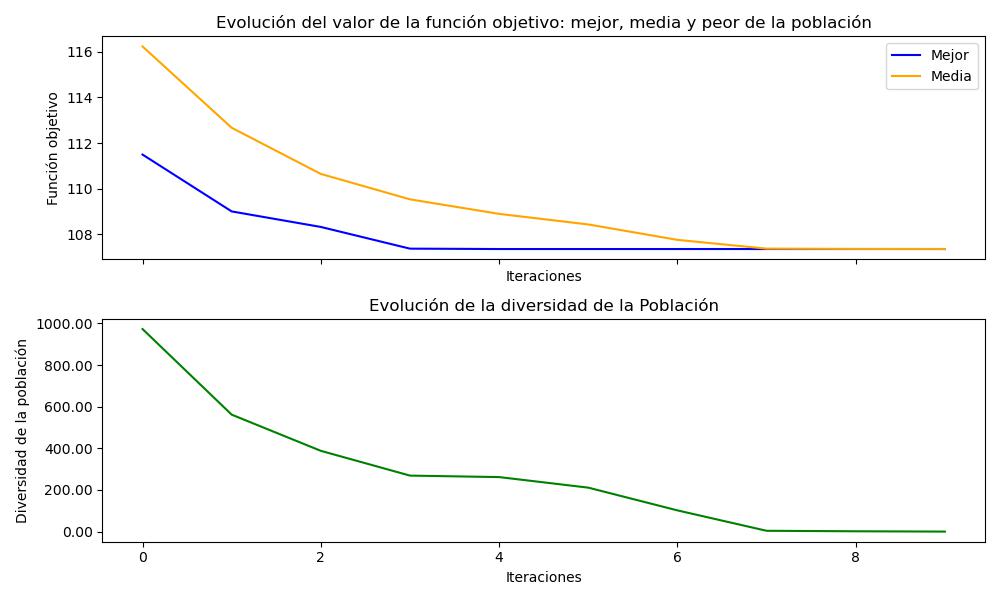 Evolución del valor de la función objetivo: mejor, media y peor de la población
116
114
112
110
108
Función objetivo
Mejor
Media
Iteraciones
Evolución de la diversidad de la Población
1000.00
800.00
600.00
400.00
200.00
0.00
Diversidad de la población
0 2 4 6 8
Iteraciones